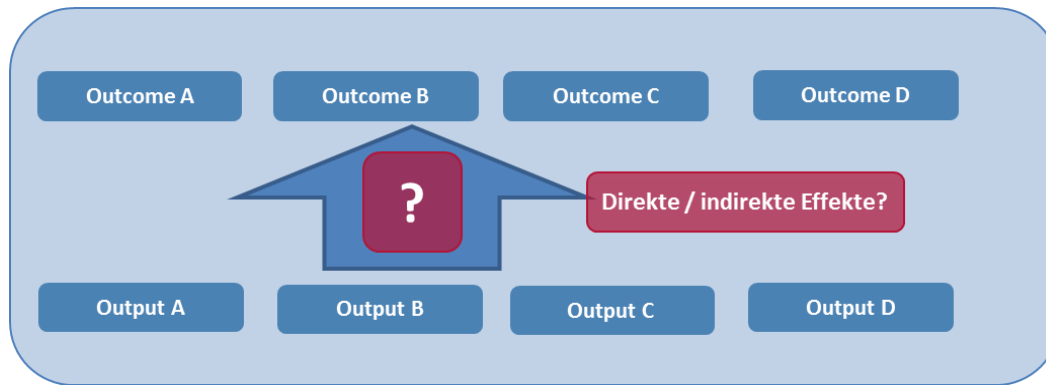 Outcome A
Outcome B
Outcome C
Outcome D
?
Direkte / indirekte Effekte?
Output A
Output B
Output C
Output D